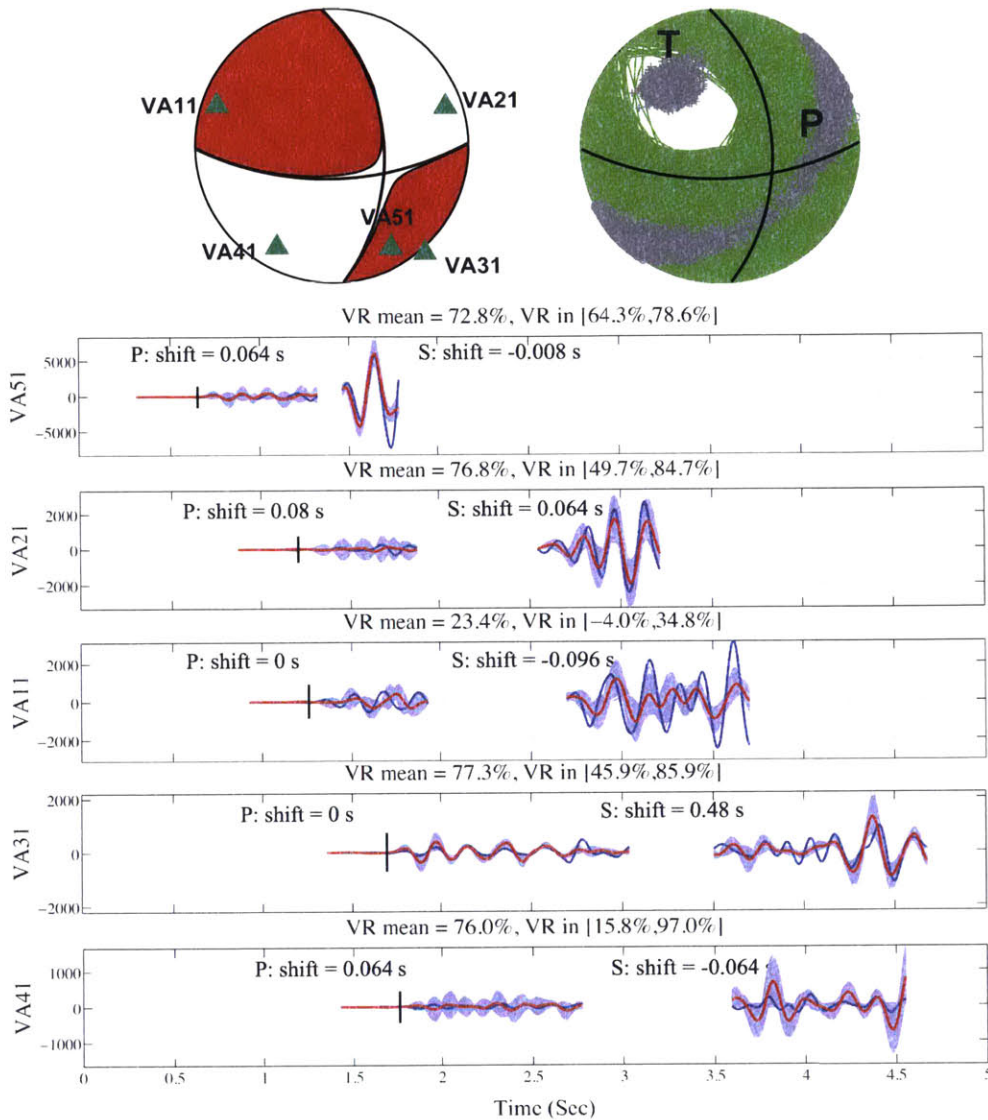 T
VA11
VA21
P
VA51
VA41
VA31
VR mean = 72.8%, VR in [64.3%,78.6%]
P: shift = 0.064 s
S: shift = -0.008 s
5000
0
−5000
VA51
VR mean = 76.8%, VR in [49.7%,84.7%]
P: shift = 0.08 s
S: shift = 0.064 s
2000
0
−2000
VA21
VR mean = 23.4%, VR in [−4.0%,34.8%]
P: shift = 0 s
S: shift = -0.096 s
2000
0
−2000
VA11
VR mean = 77.3%, VR in [45.9%,85.9%]
P: shift = 0 s
S: shift = 0.48 s
2000
0
−2000
VA31
VR mean = 76.0%, VR in [15.8%,97.0%]
P: shift = 0.064 s
S: shift = -0.064 s
1000
0
−1000
VA41
0 0.5 1 1.5 2 2.5 3 3.5 4 4.5 5
Time (Sec)